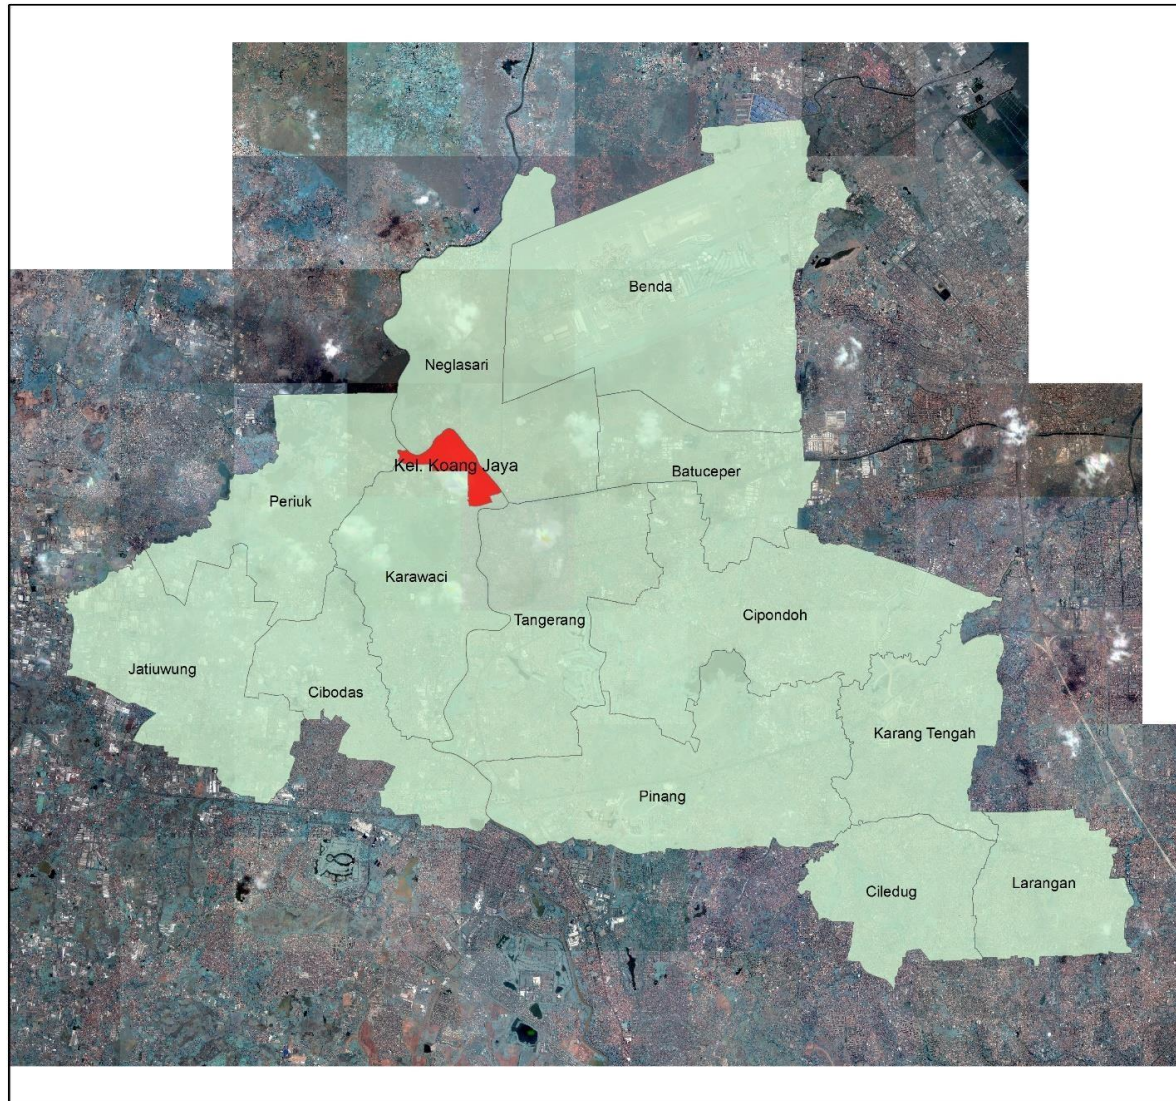 Benda
Neglasari
Kel. Koang Jaya
Batuceper
Periuk
Karawaci
Cipondoh
Tangerang
Jatiuwung
Cibodas
Karang Tengah
Pinang
Larangan
Ciledug